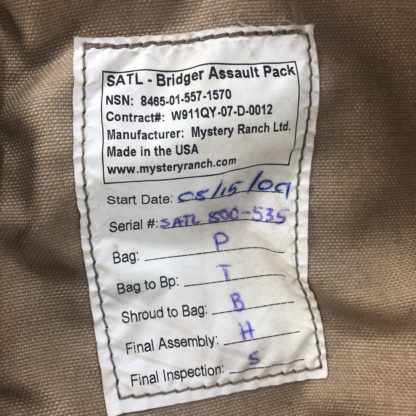 SATL - Bridger Assault Pack
NSN: 8465-01-557-1570
Contract#: W911QY-07-D-0012
Manufacturer: Mystery Ranch Ltd.
Made in the USA
www.mysteryranch.com
Start Date: 05/15/09
Serial #: SATL 800-535
Bag: P
Bag to Bp: T
Shroud to Bag: B
Final Assembly: H
Final Inspection: S